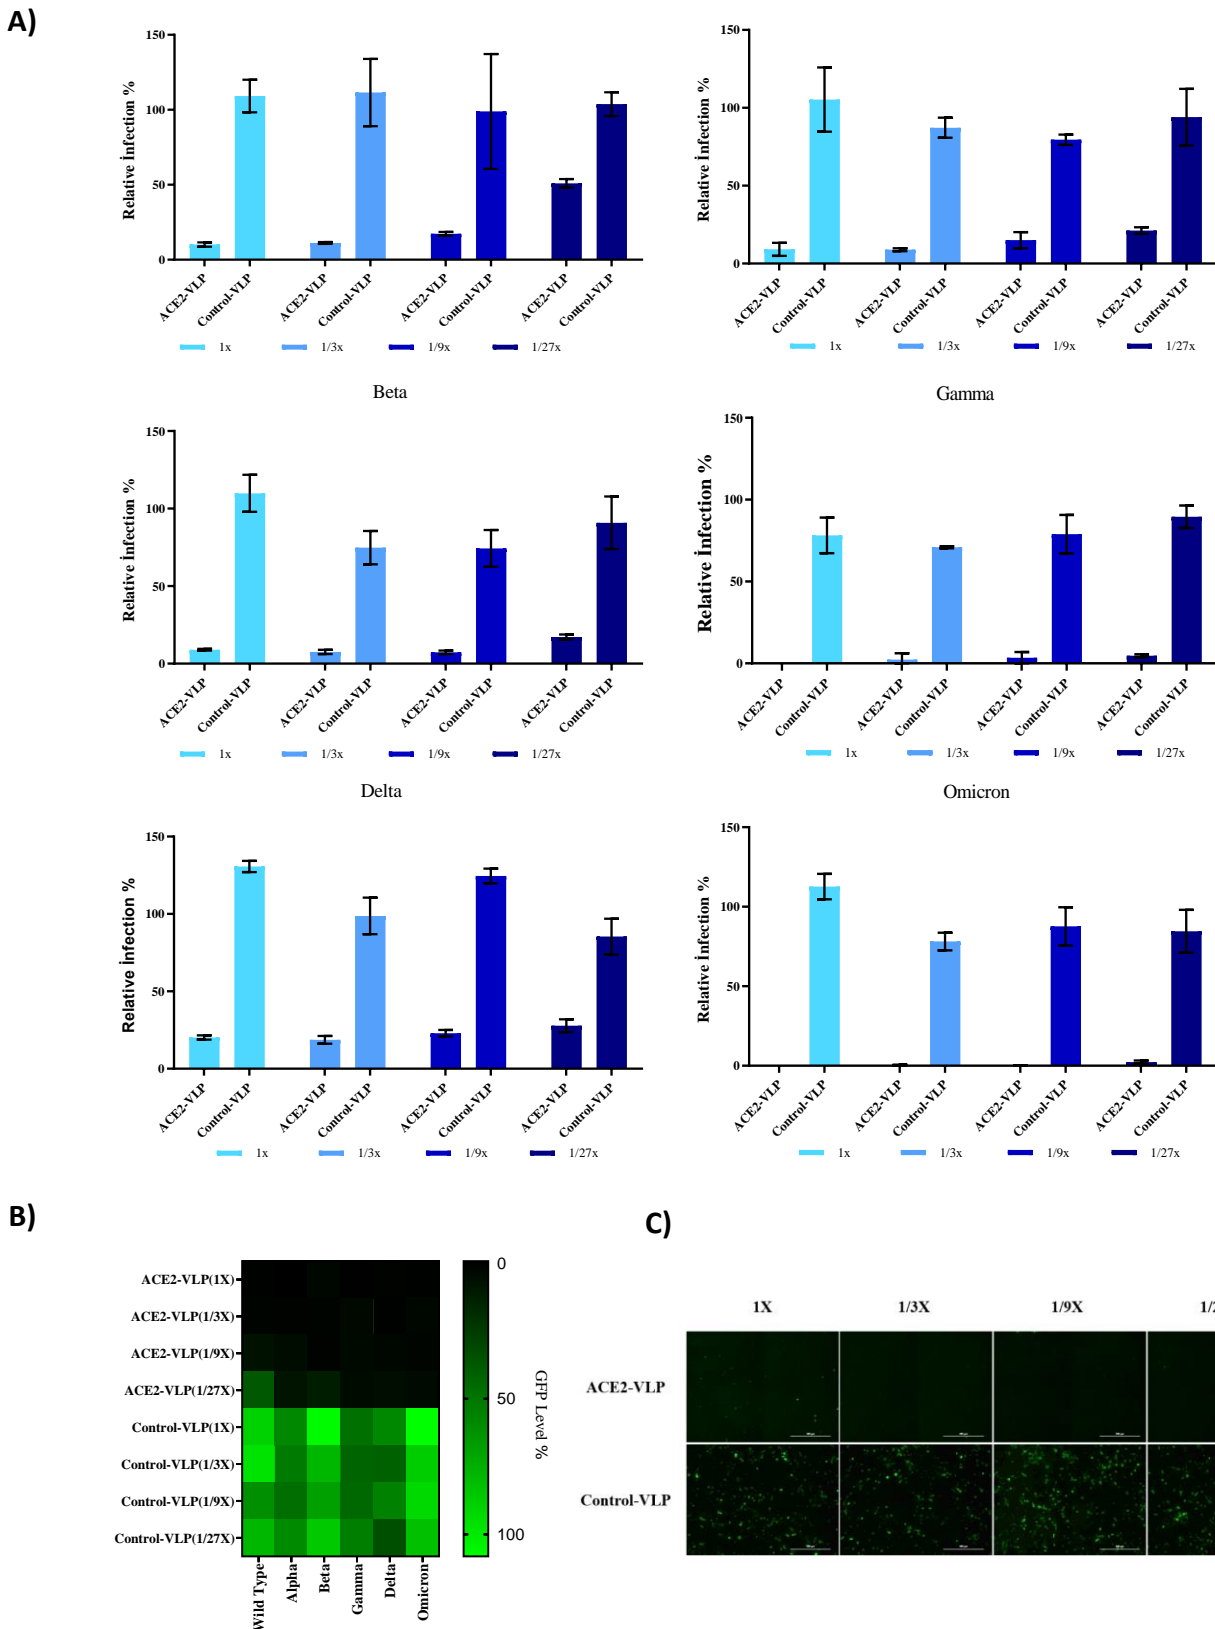 A)
150
100
50
0
Relative infection %
ACE2-VLP
Control-VLP
ACE2-VLP
Control-VLP
ACE2-VLP
Control-VLP
ACE2-VLP
Control-VLP
1x
1/3x
1/9x
1/27x
150
100
50
0
Relative infection %
ACE2-VLP
Control-VLP
ACE2-VLP
Control-VLP
ACE2-VLP
Control-VLP
ACE2-VLP
Control-VLP
1x
1/3x
1/9x
1/27x
Beta
150
100
50
0
Relative infection %
ACE2-VLP
Control-VLP
ACE2-VLP
Control-VLP
ACE2-VLP
Control-VLP
ACE2-VLP
Control-VLP
1x
1/3x
1/9x
1/27x
Gamma
150
100
50
0
Relative infection %
ACE2-VLP
Control-VLP
ACE2-VLP
Control-VLP
ACE2-VLP
Control-VLP
ACE2-VLP
Control-VLP
1x
1/3x
1/9x
1/27x
Delta
150
100
50
0
Relative infection %
ACE2-VLP
Control-VLP
ACE2-VLP
Control-VLP
ACE2-VLP
Control-VLP
ACE2-VLP
Control-VLP
1x
1/3x
1/9x
1/27x
Omicron
150
100
50
0
Relative infection %
ACE2-VLP
Control-VLP
ACE2-VLP
Control-VLP
ACE2-VLP
Control-VLP
ACE2-VLP
Control-VLP
1x
1/3x
1/9x
1/27x
B)
ACE2-VLP(1X)
ACE2-VLP(1/3X)
ACE2-VLP(1/9X)
ACE2-VLP(1/27X)
Control-VLP(1X)
Control-VLP(1/3X)
Control-VLP(1/9X)
Control-VLP(1/27X)
Wild Type
Alpha
Beta
Gamma
Delta
Omicron
0
50
100
GFP Level %
C)
1X
1/3X
1/9X
1/2
ACE2-VLP
Control-VLP